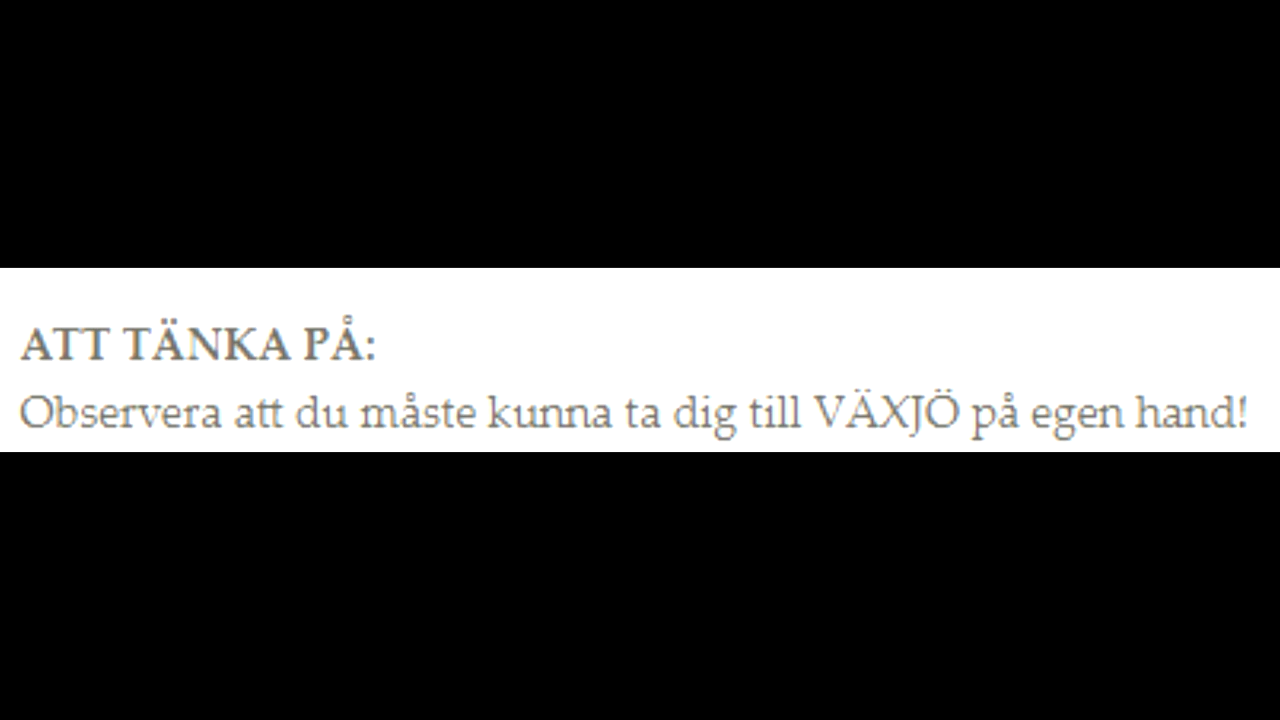 ATT TÄNKA PÅ:
Observera att du måste kunna ta dig till VÄXJÖ på egen hand!